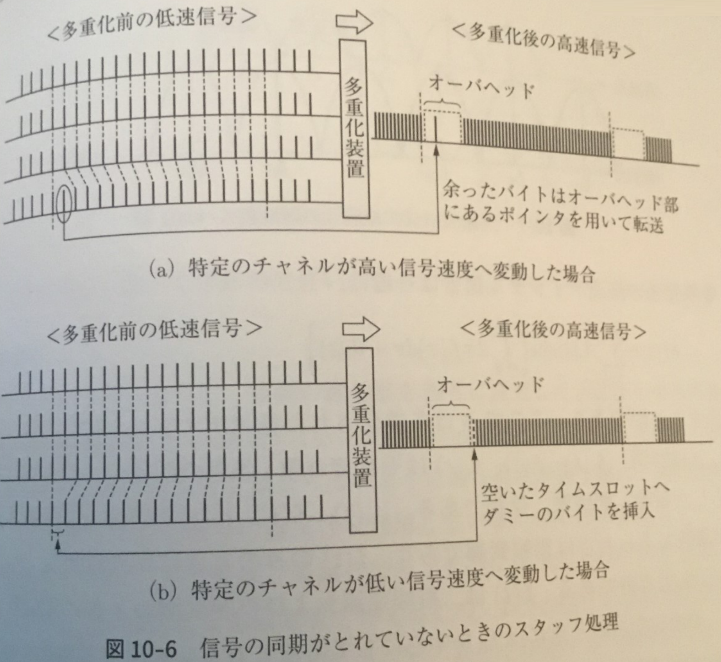 <多重化前の低速信号>
<多重化後の高速信号>
オーバヘッド
多重化装置
余ったバイトはオーバヘッド部
にあるポインタを用いて転送
(a) 特定のチャネルが高い信号速度へ変動した場合
<多重化前の低速信号>
<多重化後の高速信号>
オーバヘッド
多重化装置
空いたタイムスロットへ
ダミーのバイトを挿入
(b) 特定のチャネルが低い信号速度へ変動した場合
図10-6 信号の同期がとれていないときのスタッフ処理